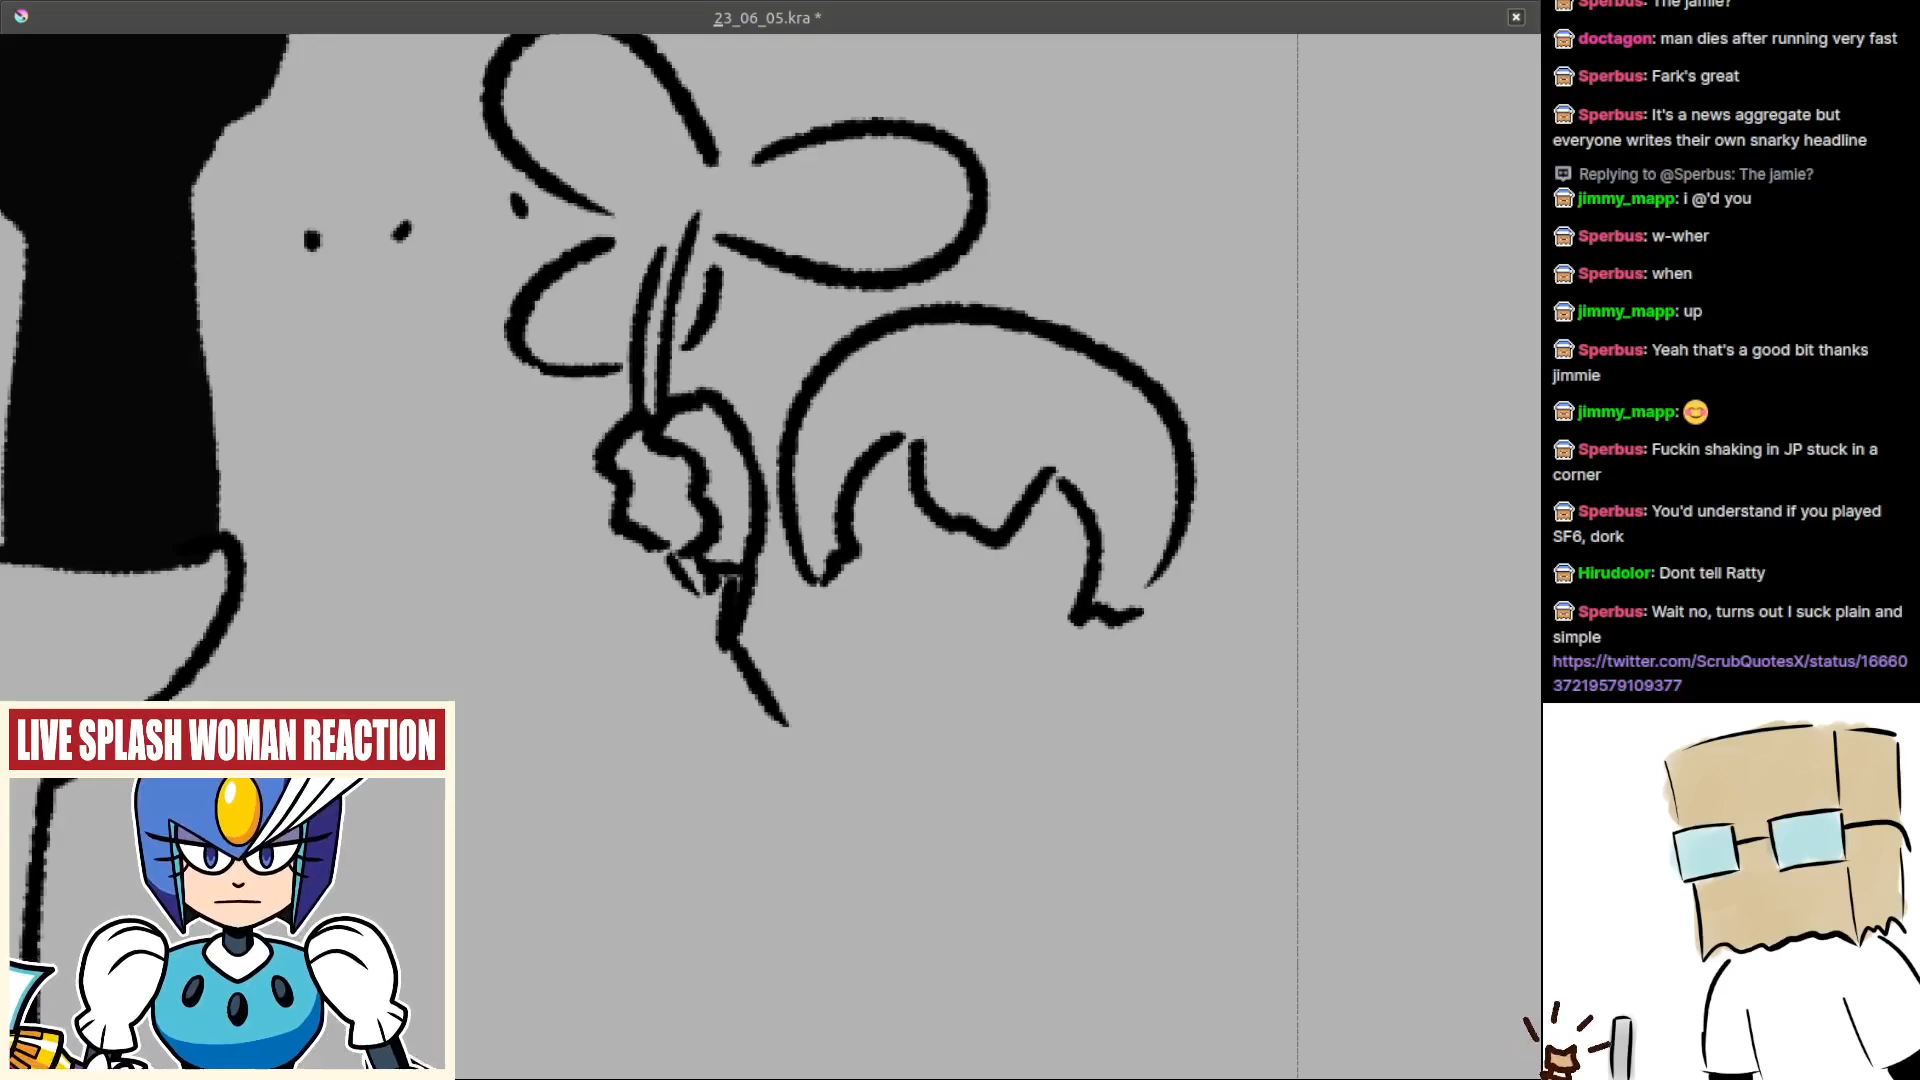 23_06_05.kra *
Sperbus: The jamie?
doctagon: man dies after running very fast
Sperbus: Fark's great
Sperbus: It's a news aggregate but
everyone writes their own snarky headline
Replying to @Sperbus: The jamie?
jimmy_mapp: i @'d you
Sperbus: w-wher
Sperbus: when
jimmy_mapp: up
Sperbus: Yeah that's a good bit thanks
jimmie
jimmy_mapp: 😊
Sperbus: Fuckin shaking in JP stuck in a
corner
Sperbus: You'd understand if you played
SF6, dork
Hirudolor: Dont tell Ratty
Sperbus: Wait no, turns out I suck plain and
simple
https://twitter.com/ScrubQuotesX/status/16660
37219579109377
LIVE SPLASH WOMAN REACTION